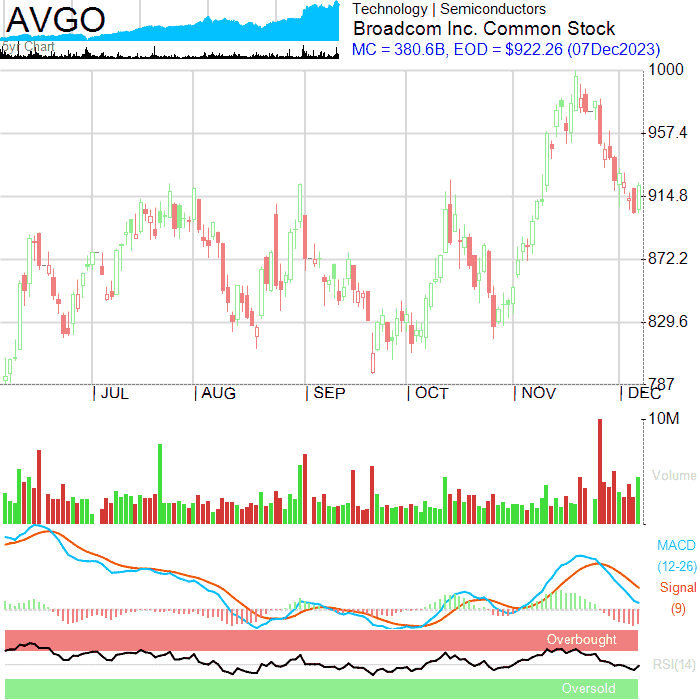 AVGO
5yr Chart
Technology | Semiconductors
Broadcom Inc. Common Stock
MC = 380.6B, EOD = $922.26 (07Dec2023)
1000
957.4
914.8
872.2
829.6
787
JUL
AUG
SEP
OCT
NOV
DEC
10M
Volume
MACD
(12-26)
Signal
(9)
Overbought
RSI(14)
Oversold